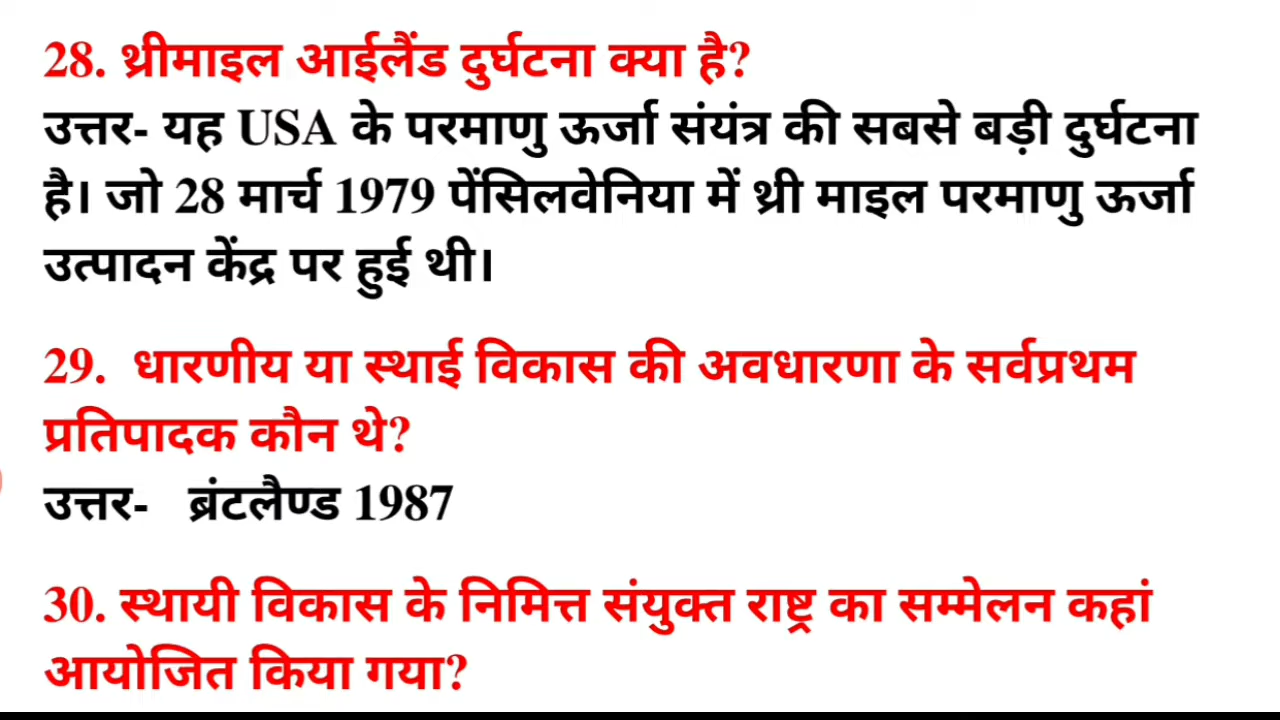 28. थ्रीमाइल आईलैंड दुर्घटना क्या है?
उत्तर- यह USA के परमाणु ऊर्जा संयंत्र की सबसे बड़ी दुर्घटना
है। जो 28 मार्च 1979 पेंसिलवेनिया में थ्री माइल परमाणु ऊर्जा
उत्पादन केंद्र पर हुई थी।
29. धारणीय या स्थाई विकास की अवधारणा के सर्वप्रथम
प्रतिपादक कौन थे?
उत्तर- ब्रंटलैण्ड 1987
30. स्थायी विकास के निमित्त संयुक्त राष्ट्र का सम्मेलन कहां
आयोजित किया गया?